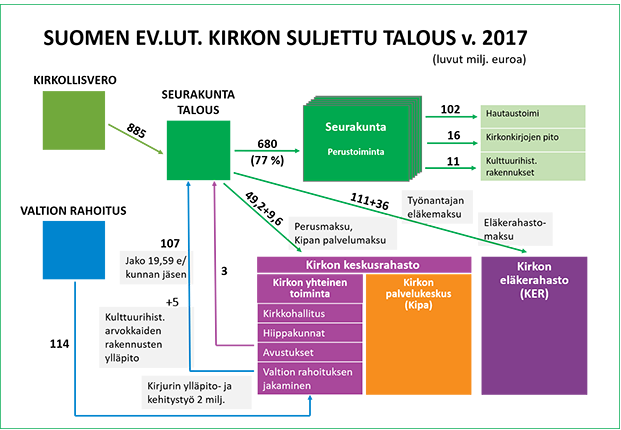 SUOMEN EV.LUT. KIRKON SULJETTU TALOUS v. 2017
(luvut milj. euroa)
KIRKOLLISVERO
SEURAKUNTA
TALOUS
885
680
(77 %)
Seurakunta
Perustoiminta
102
Hautaustoimi
16
Kirkonkirjojen pito
11
Kulttuurihist.
rakennukset
VALTION RAHOITUS
49,2+9,6
111+36
Työnantajan
eläkemaksu
Perusmaksu,
Kipan palvelumaksu
Eläkerahasto-
maksu
107
Jako 19,59 e/
kunnan jäsen
3
+5
Kulttuurihist.
arvokkaiden
rakennusten
ylläpito
114
Kirjurin ylläpito- ja
kehitystyö 2 milj.
Kirkon keskusrahasto
Kirkon yhteinen
toiminta
Kirkkohallitus
Hiippakunnat
Avustukset
Valtion rahoituksen
jakaminen
Kirkon
palvelukeskus
(Kipa)
Kirkon
eläkerahasto
(KER)